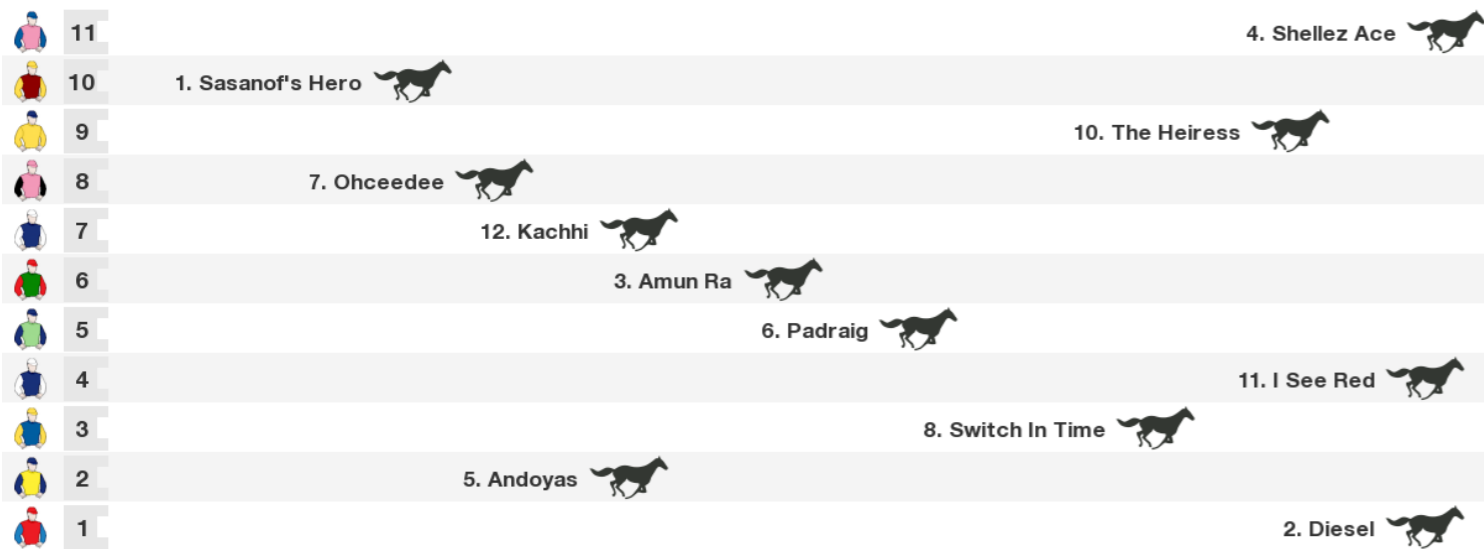 11 4. Shellez Ace
10 1. Sasanof's Hero
9 10. The Heiress
8 7. Ohceedee
7 12. Kachhi
6 3. Amun Ra
5 6. Padraig
4 11. I See Red
3 8. Switch In Time
2 5. Andoyas
1 2. Diesel